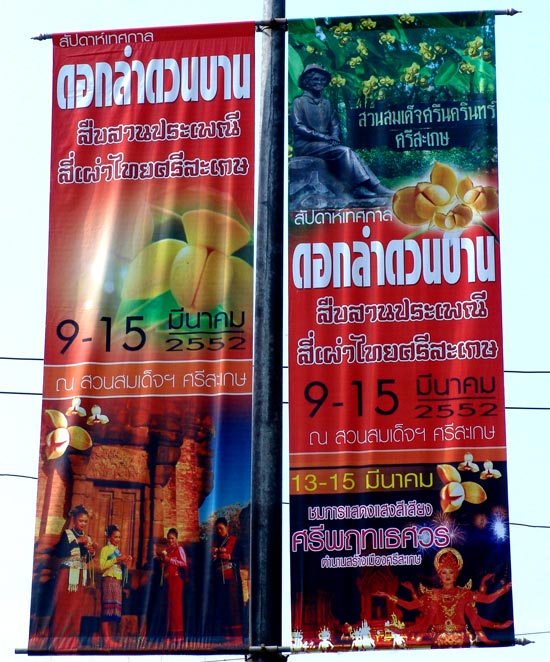 สัปดาห์เทศกาล
ดอกลำดวนบาน
สืบสานประเพณี
สี่เผ่าไทยศรีสะเกษ
9-15 มีนาคม
2552
ณ สวนสมเด็จฯ ศรีสะเกษ
สวนสมเด็จศรีนครินทร์
ศรีสะเกษ
สัปดาห์เทศกาล
ดอกลำดวนบาน
สืบสานประเพณี
สี่เผ่าไทยศรีสะเกษ
9-15 มีนาคม
2552
ณ สวนสมเด็จฯ ศรีสะเกษ
13-15 มีนาคม
ชมการแสดงแสงสีเสียง
ศรีพฤทเธศวร
ตำนานสร้างเมืองศรีสะเกษ